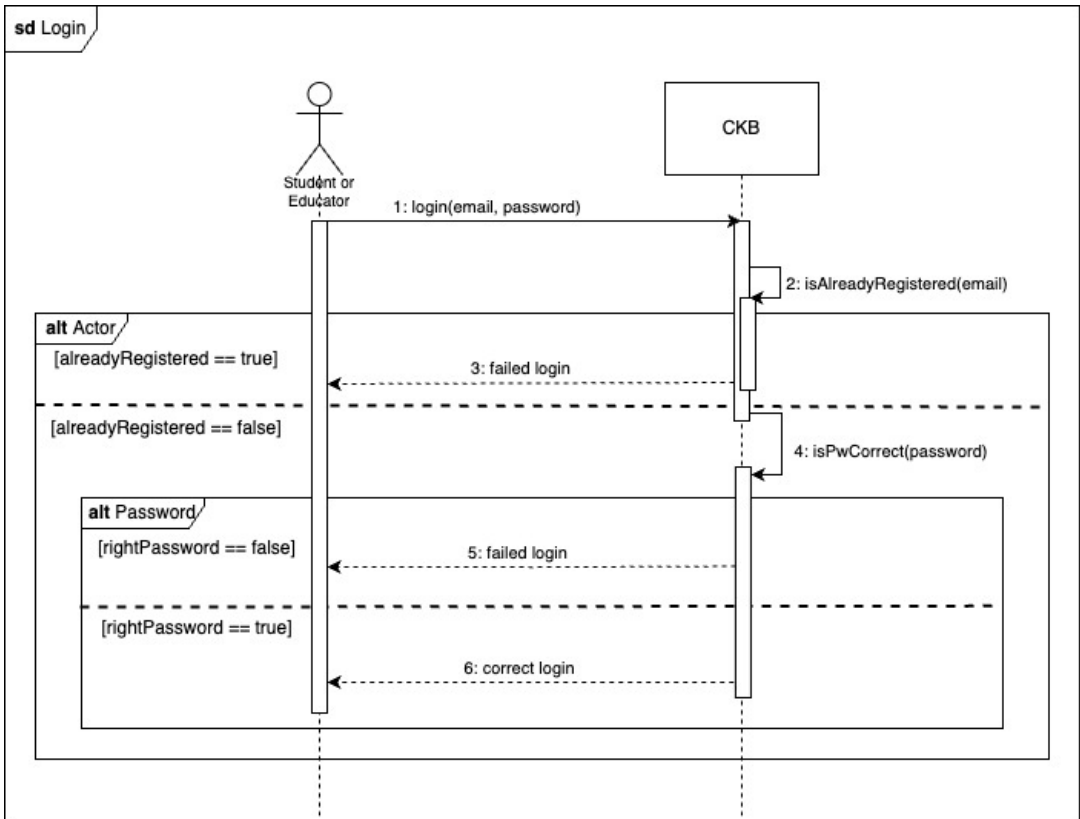 sd Login
CKB
Student or
Educator
1: login(email, password)
2: isAlreadyRegistered(email)
alt Actor
[alreadyRegistered == true]
3: failed login
[alreadyRegistered == false]
4: isPwCorrect(password)
alt Password
[rightPassword == false]
5: failed login
[rightPassword == true]
6: correct login